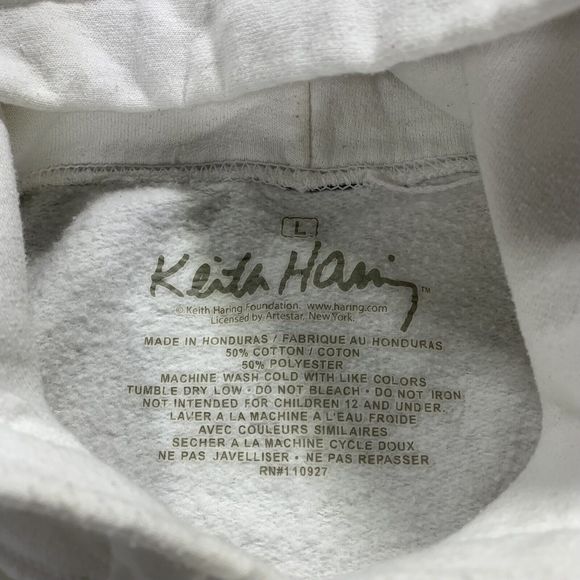 L
Keith Haring™
© Keith Haring Foundation. www.haring.com
Licensed by Artestar, New York.
MADE IN HONDURAS / FABRIQUE AU HONDURAS
50% COTTON / COTON
50% POLYESTER
MACHINE WASH COLD WITH LIKE COLORS
TUMBLE DRY LOW • DO NOT BLEACH • DO NOT IRON
NOT INTENDED FOR CHILDREN 12 AND UNDER.
LAVER A LA MACHINE A L'EAU FROIDE
AVEC COULEURS SIMILAIRES
SECHER A LA MACHINE CYCLE DOUX
NE PAS JAVELLISER • NE PAS REPASSER
RN#110927